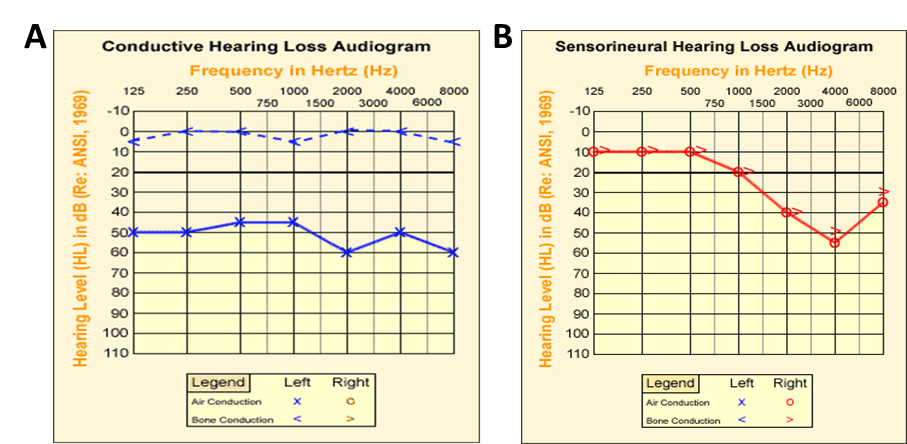 A
Conductive Hearing Loss Audiogram
Frequency in Hertz (Hz)
125 250 500 1000 2000 4000 8000
750 1500 3000 6000
Hearing Level (HL) in dB (Re: ANSI, 1969)
-10
0
10
20
30
40
50
60
70
80
90
100
110
Legend Left Right
Air Conduction x o
Bone Conduction < >
B
Sensorineural Hearing Loss Audiogram
Frequency in Hertz (Hz)
125 250 500 1000 2000 4000 8000
750 1500 3000 6000
Hearing Level (HL) in dB (Re: ANSI, 1969)
-10
0
10
20
30
40
50
60
70
80
90
100
110
Legend Left Right
Air Conduction x o
Bone Conduction < >